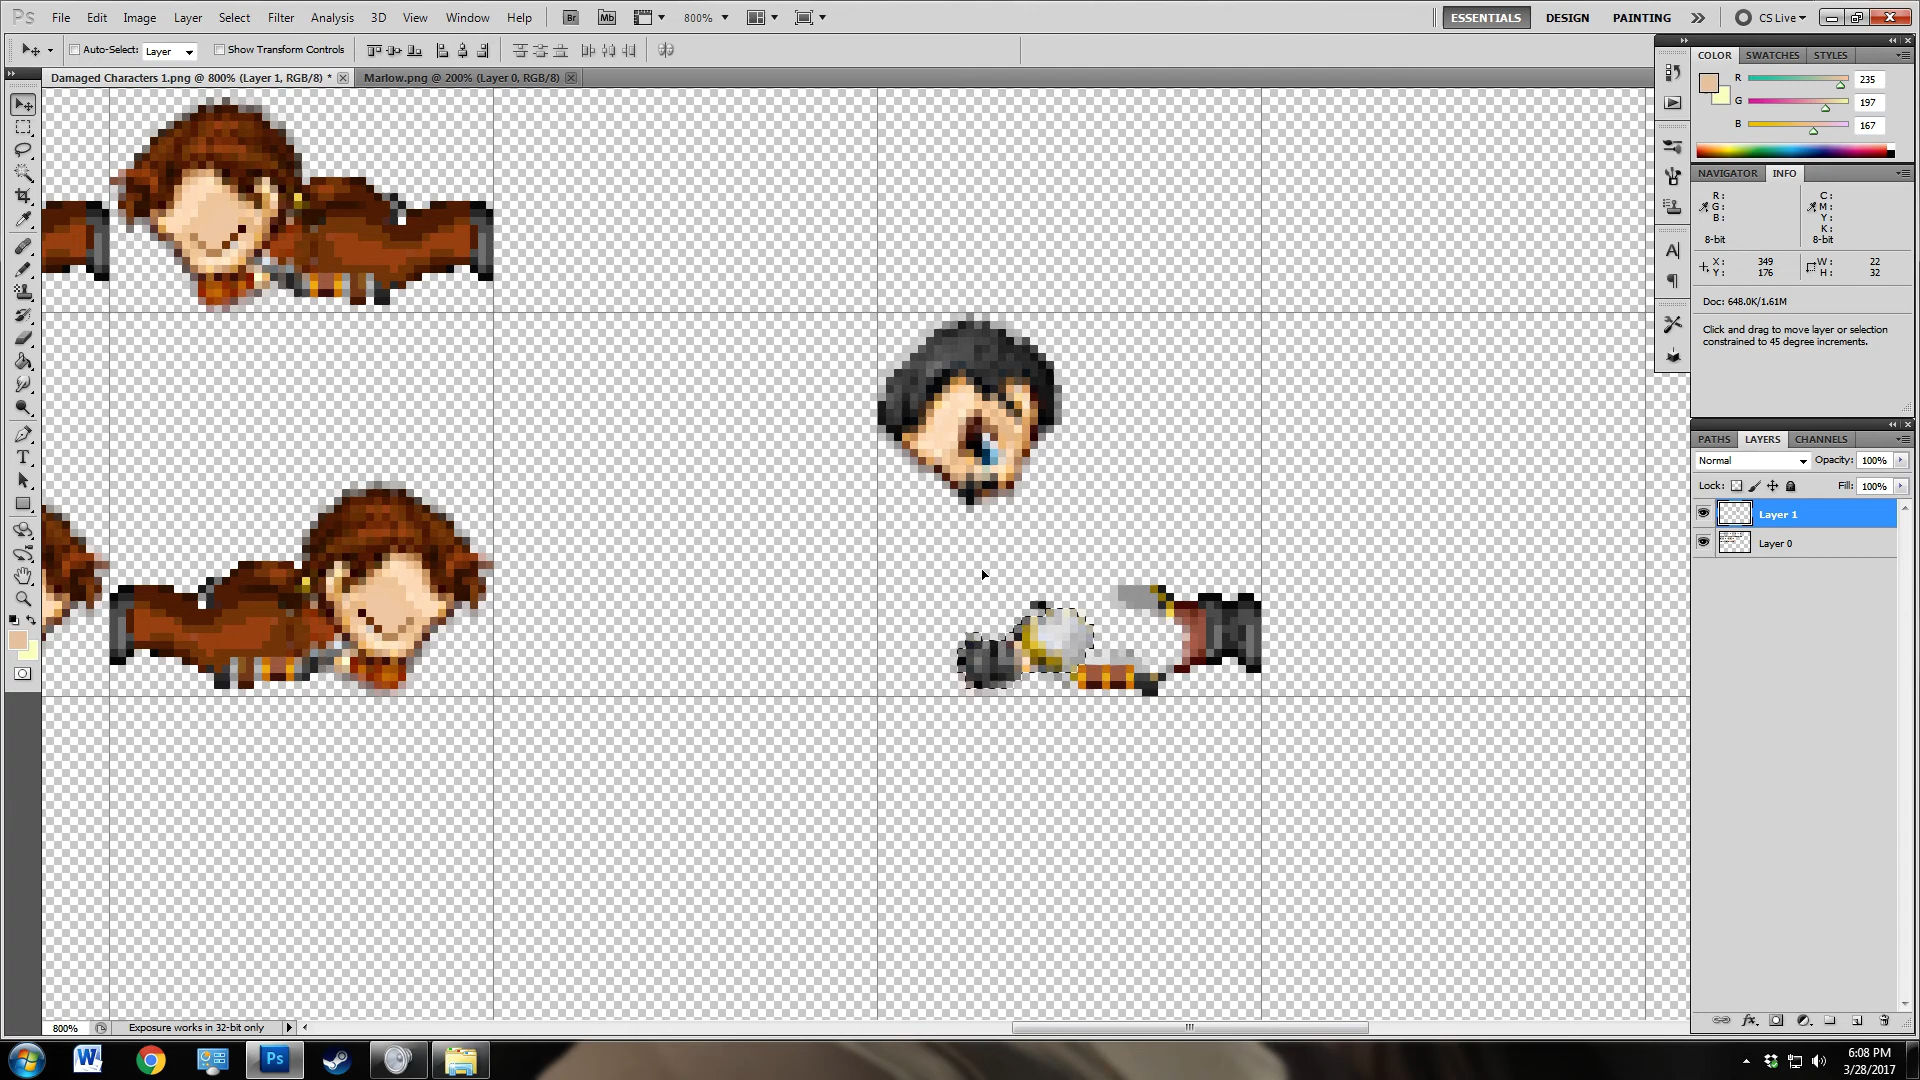 Ps File Edit Image Layer Select Filter Analysis 3D View Window Help Br Mb 800% ESSENTIALS DESIGN PAINTING CS Live
Auto-Select: Layer Show Transform Controls
Damaged Characters 1.png @ 800% (Layer 1, RGB/8) * Marlow.png @ 200% (Layer 0, RGB/8)
COLOR SWATCHES STYLES
R 235
G 197
B 167
NAVIGATOR INFO
R: C:
G: M:
B: Y:
K:
8-bit 8-bit
X: 349 W: 22
Y: 176 H: 32
Doc: 648.0K/1.61M
Click and drag to move layer or selection
constrained to 45 degree increments.
PATHS LAYERS CHANNELS
Normal Opacity: 100%
Lock: Fill: 100%
Layer 1
Layer 0
800% Exposure works in 32-bit only
W Ps
6:08 PM
3/28/2017